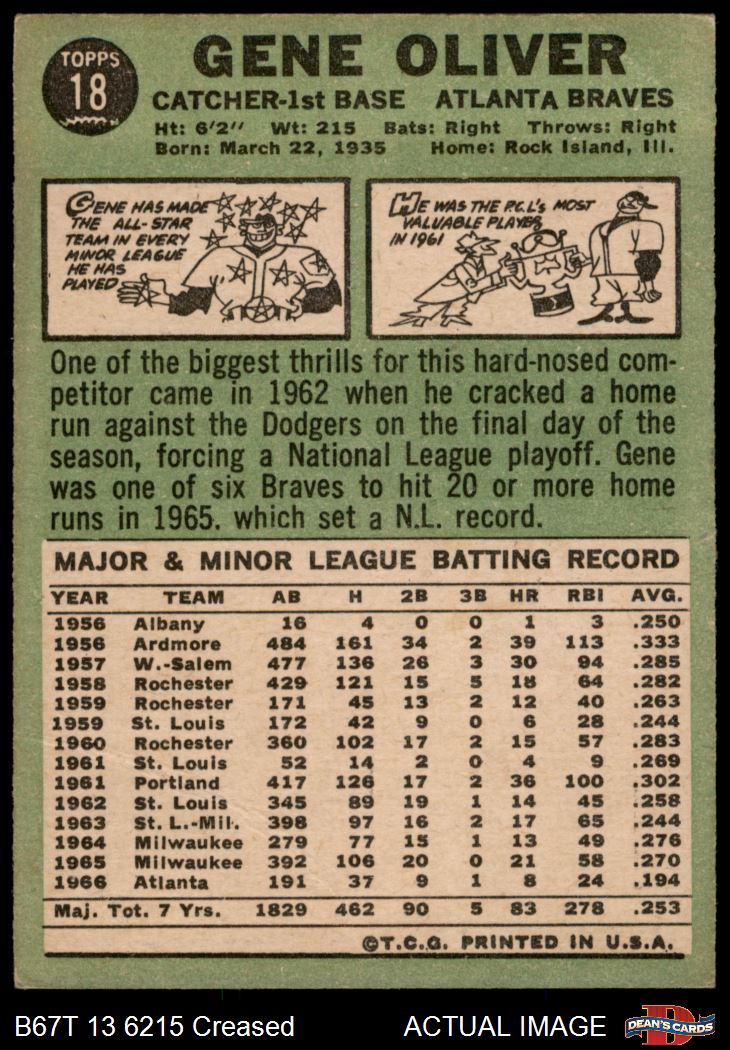 TOPPS
18
GENE OLIVER
CATCHER-1st BASE ATLANTA BRAVES
Ht: 6'2" Wt: 215 Bats: Right Throws: Right
Born: March 22, 1935 Home: Rock Island, Ill.
GENE HAS MADE
THE ALL-STAR
TEAM IN EVERY
MINOR LEAGUE
HE HAS
PLAYED
HE WAS THE P.C.L'S MOST
VALUABLE PLAYER
IN 1961
One of the biggest thrills for this hard-nosed com-
petitor came in 1962 when he cracked a home
run against the Dodgers on the final day of the
season, forcing a National League playoff. Gene
was one of six Braves to hit 20 or more home
runs in 1965. which set a N.L. record.
MAJOR & MINOR LEAGUE BATTING RECORD
YEAR TEAM AB H 2B 3B HR RBI AVG.
1956 Albany 16 4 0 0 1 3 .250
1956 Ardmore 484 161 34 2 39 113 .333
1957 W.-Salem 477 136 26 3 30 94 .285
1958 Rochester 429 121 15 5 18 64 .282
1959 Rochester 171 45 13 2 12 40 .263
1959 St. Louis 172 42 9 0 6 28 .244
1960 Rochester 360 102 17 2 15 57 .283
1961 St. Louis 52 14 2 0 4 9 .269
1961 Portland 417 126 17 2 36 100 .302
1962 St. Louis 345 89 19 1 14 45 .258
1963 St. L.-Mil. 398 97 16 2 17 65 .244
1964 Milwaukee 279 77 15 1 13 49 .276
1965 Milwaukee 392 106 20 0 21 58 .270
1966 Atlanta 191 37 9 1 8 24 .194
Maj. Tot. 7 Yrs. 1829 462 90 5 83 278 .253
©T.C.G. PRINTED IN U.S.A.
B67T 13 6215 Creased ACTUAL IMAGE
DEAN'S CARDS